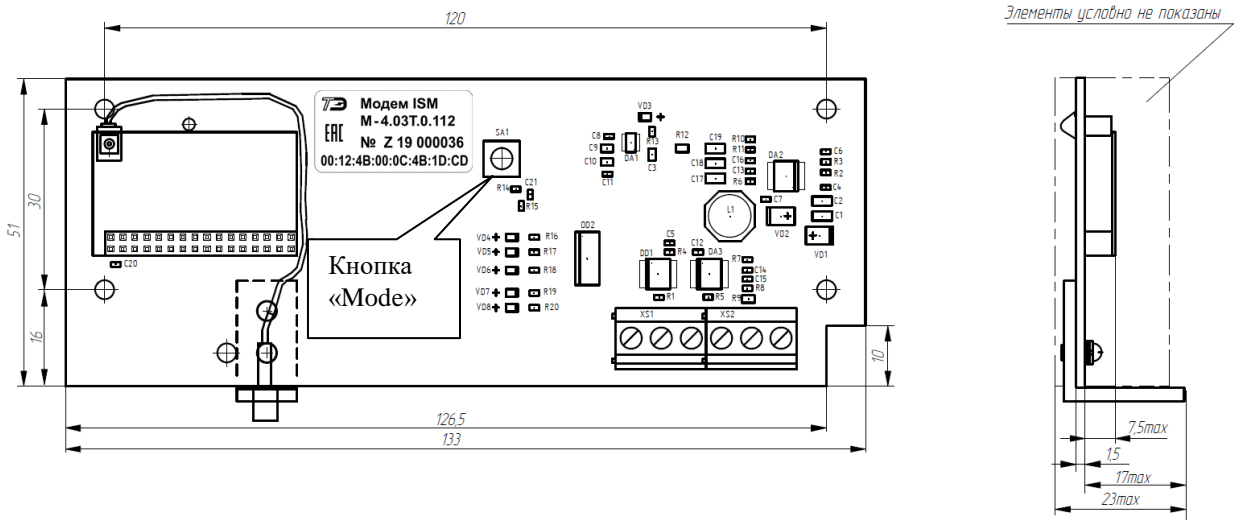 120
Элементы условно не показаны
ТЭ Модем ISM
М-4.03Т.0.112
ЕАС № Z 19 000036
00:12:4B:00:0C:4B:1D:CD
SA1
VD3
C8
C9
C10
C11
DA1
R13
C3
R12
C19
C18
C17
R10
R11
C16
C13
R6
DA2
C6
R3
R2
C4
C2
C1
C7
L1
VD2
VD1
R14
C21
R15
VD4
R16
VD5
R17
VD6
R18
VD7
R19
VD8
R20
DD2
C5
R4
C12
DD1
DA3
R7
C14
C15
R8
R9
R1
R5
XS1
XS2
C20
Кнопка
«Mode»
51
30
16
10
126,5
133
7,5max
1,5
17max
23max